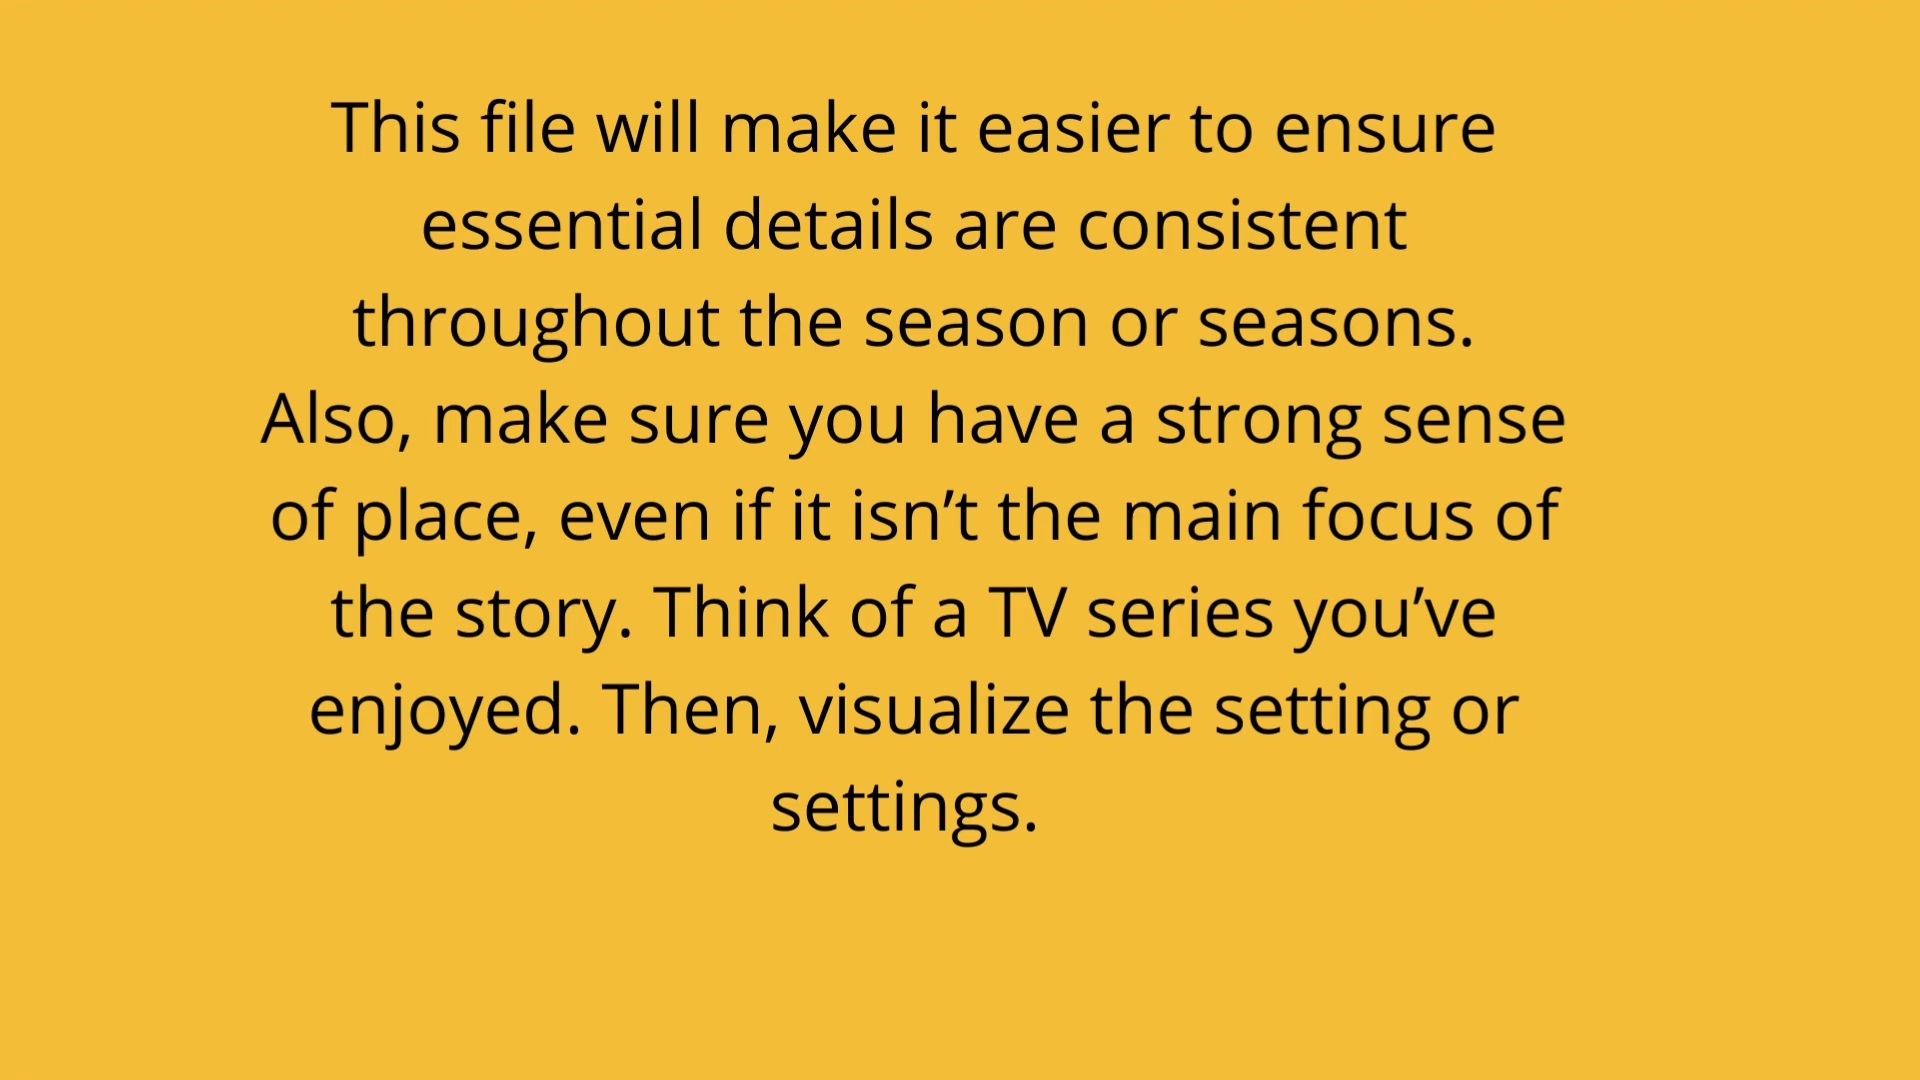 This file will make it easier to ensure
essential details are consistent
throughout the season or seasons.
Also, make sure you have a strong sense
of place, even if it isn’t the main focus of
the story. Think of a TV series you’ve
enjoyed. Then, visualize the setting or
settings.